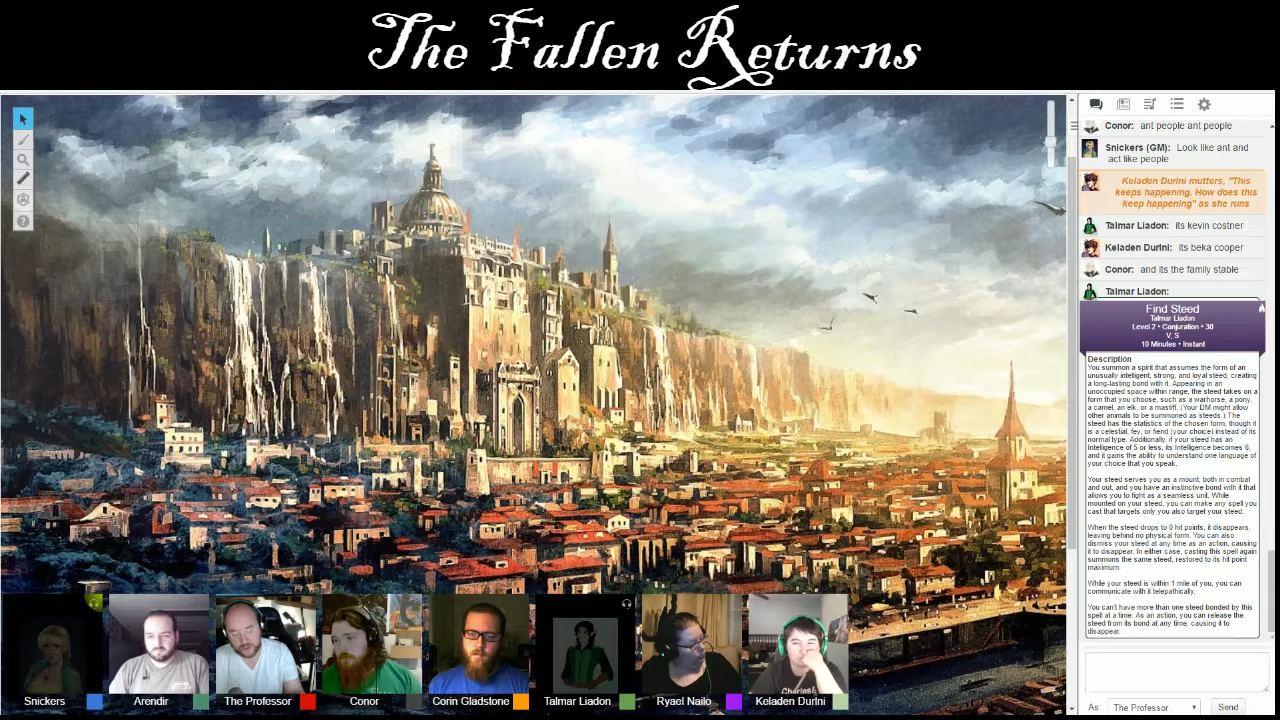 The Fallen Returns
Conor: ant people ant people
Snickers (GM): Look like ant and
act like people
Keladen Durini mutters, "This
keeps happening. How does this
keep happening" as she runs
Talmar Liadon: its kevin costner
Keladen Durini: its beka cooper
Conor: and its the family stable
Talmar Liadon:
Find Steed
Talmar Liadon
Level 2 • Conjuration • 30
V, S
10 Minutes • Instant
Description
You summon a spirit that assumes the form of an
unusually intelligent, strong, and loyal steed, creating
a long-lasting bond with it. Appearing in an
unoccupied space within range, the steed takes on a
form that you choose, such as a warhorse, a pony,
a camel, an elk, or a mastiff. (Your DM might allow
other animals to be summoned as steeds.) The
steed has the statistics of the chosen form, though it
is a celestial, fey, or fiend (your choice) instead of its
normal type. Additionally, if your steed has an
Intelligence of 5 or less, its Intelligence becomes 6,
and it gains the ability to understand one language of
your choice that you speak.
Your steed serves you as a mount, both in combat
and out, and you have an instinctive bond with it that
allows you to fight as a seamless unit. While
mounted on your steed, you can make any spell you
cast that targets only you also target your steed.
When the steed drops to 0 hit points, it disappears,
leaving behind no physical form. You can also
dismiss your steed at any time as an action, causing
it to disappear. In either case, casting this spell again
summons the same steed, restored to its hit point
maximum.
While your steed is within 1 mile of you, you can
communicate with it telepathically.
You can't have more than one steed bonded by this
spell at a time. As an action, you can release the
steed from its bond at any time, causing it to
disappear.
Snickers
Arendir
The Professor
Conor
Corin Gladstone
Talmar Liadon
Ryael Nailo
Keladen Durini
As The Professor Send